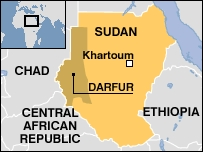 SUDAN
Khartoum
CHAD
DARFUR
CENTRAL
AFRICAN
REPUBLIC
ETHIOPIA